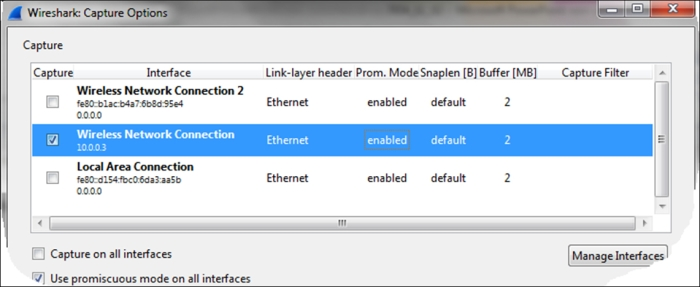 Wireshark: Capture Options
Capture
Capture Interface Link-layer header Prom. Mode Snaplen [B] Buffer [MB] Capture Filter
Wireless Network Connection 2
fe80::b1ac:b4a7:6b8d:95e4
0.0.0.0
Ethernet enabled default 2
Wireless Network Connection
10.0.0.3
Ethernet enabled default 2
Local Area Connection
fe80::d154:fbc0:6da3:aa5b
0.0.0.0
Ethernet enabled default 2
Capture on all interfaces
Manage Interfaces
Use promiscuous mode on all interfaces